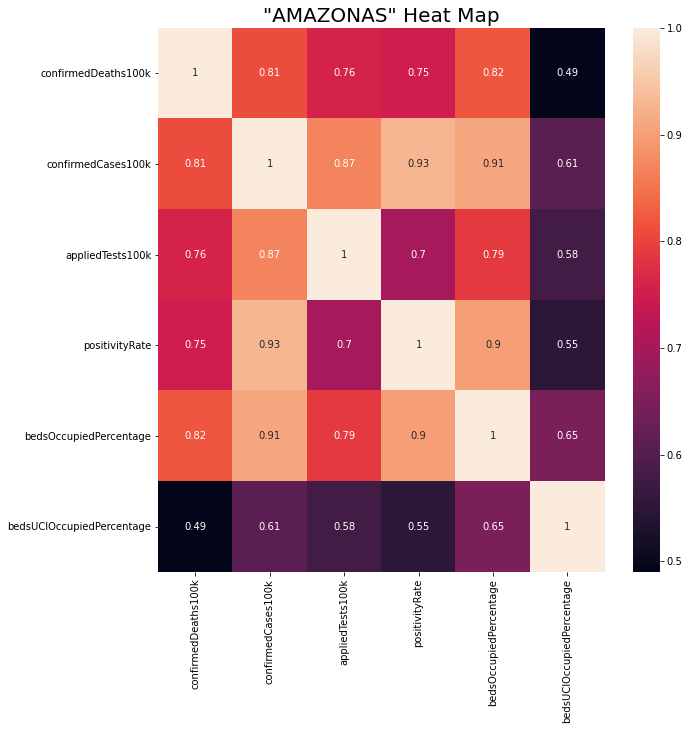 "AMAZONAS" Heat Map
confirmedDeaths100k 1 0.81 0.76 0.75 0.82 0.49
confirmedCases100k 0.81 1 0.87 0.93 0.91 0.61
appliedTests100k 0.76 0.87 1 0.7 0.79 0.58
positivityRate 0.75 0.93 0.7 1 0.9 0.55
bedsOccupiedPercentage 0.82 0.91 0.79 0.9 1 0.65
bedsUCIOccupiedPercentage 0.49 0.61 0.58 0.55 0.65 1
confirmedDeaths100k
confirmedCases100k
appliedTests100k
positivityRate
bedsOccupiedPercentage
bedsUCIOccupiedPercentage
1.0
0.9
0.8
0.7
0.6
0.5